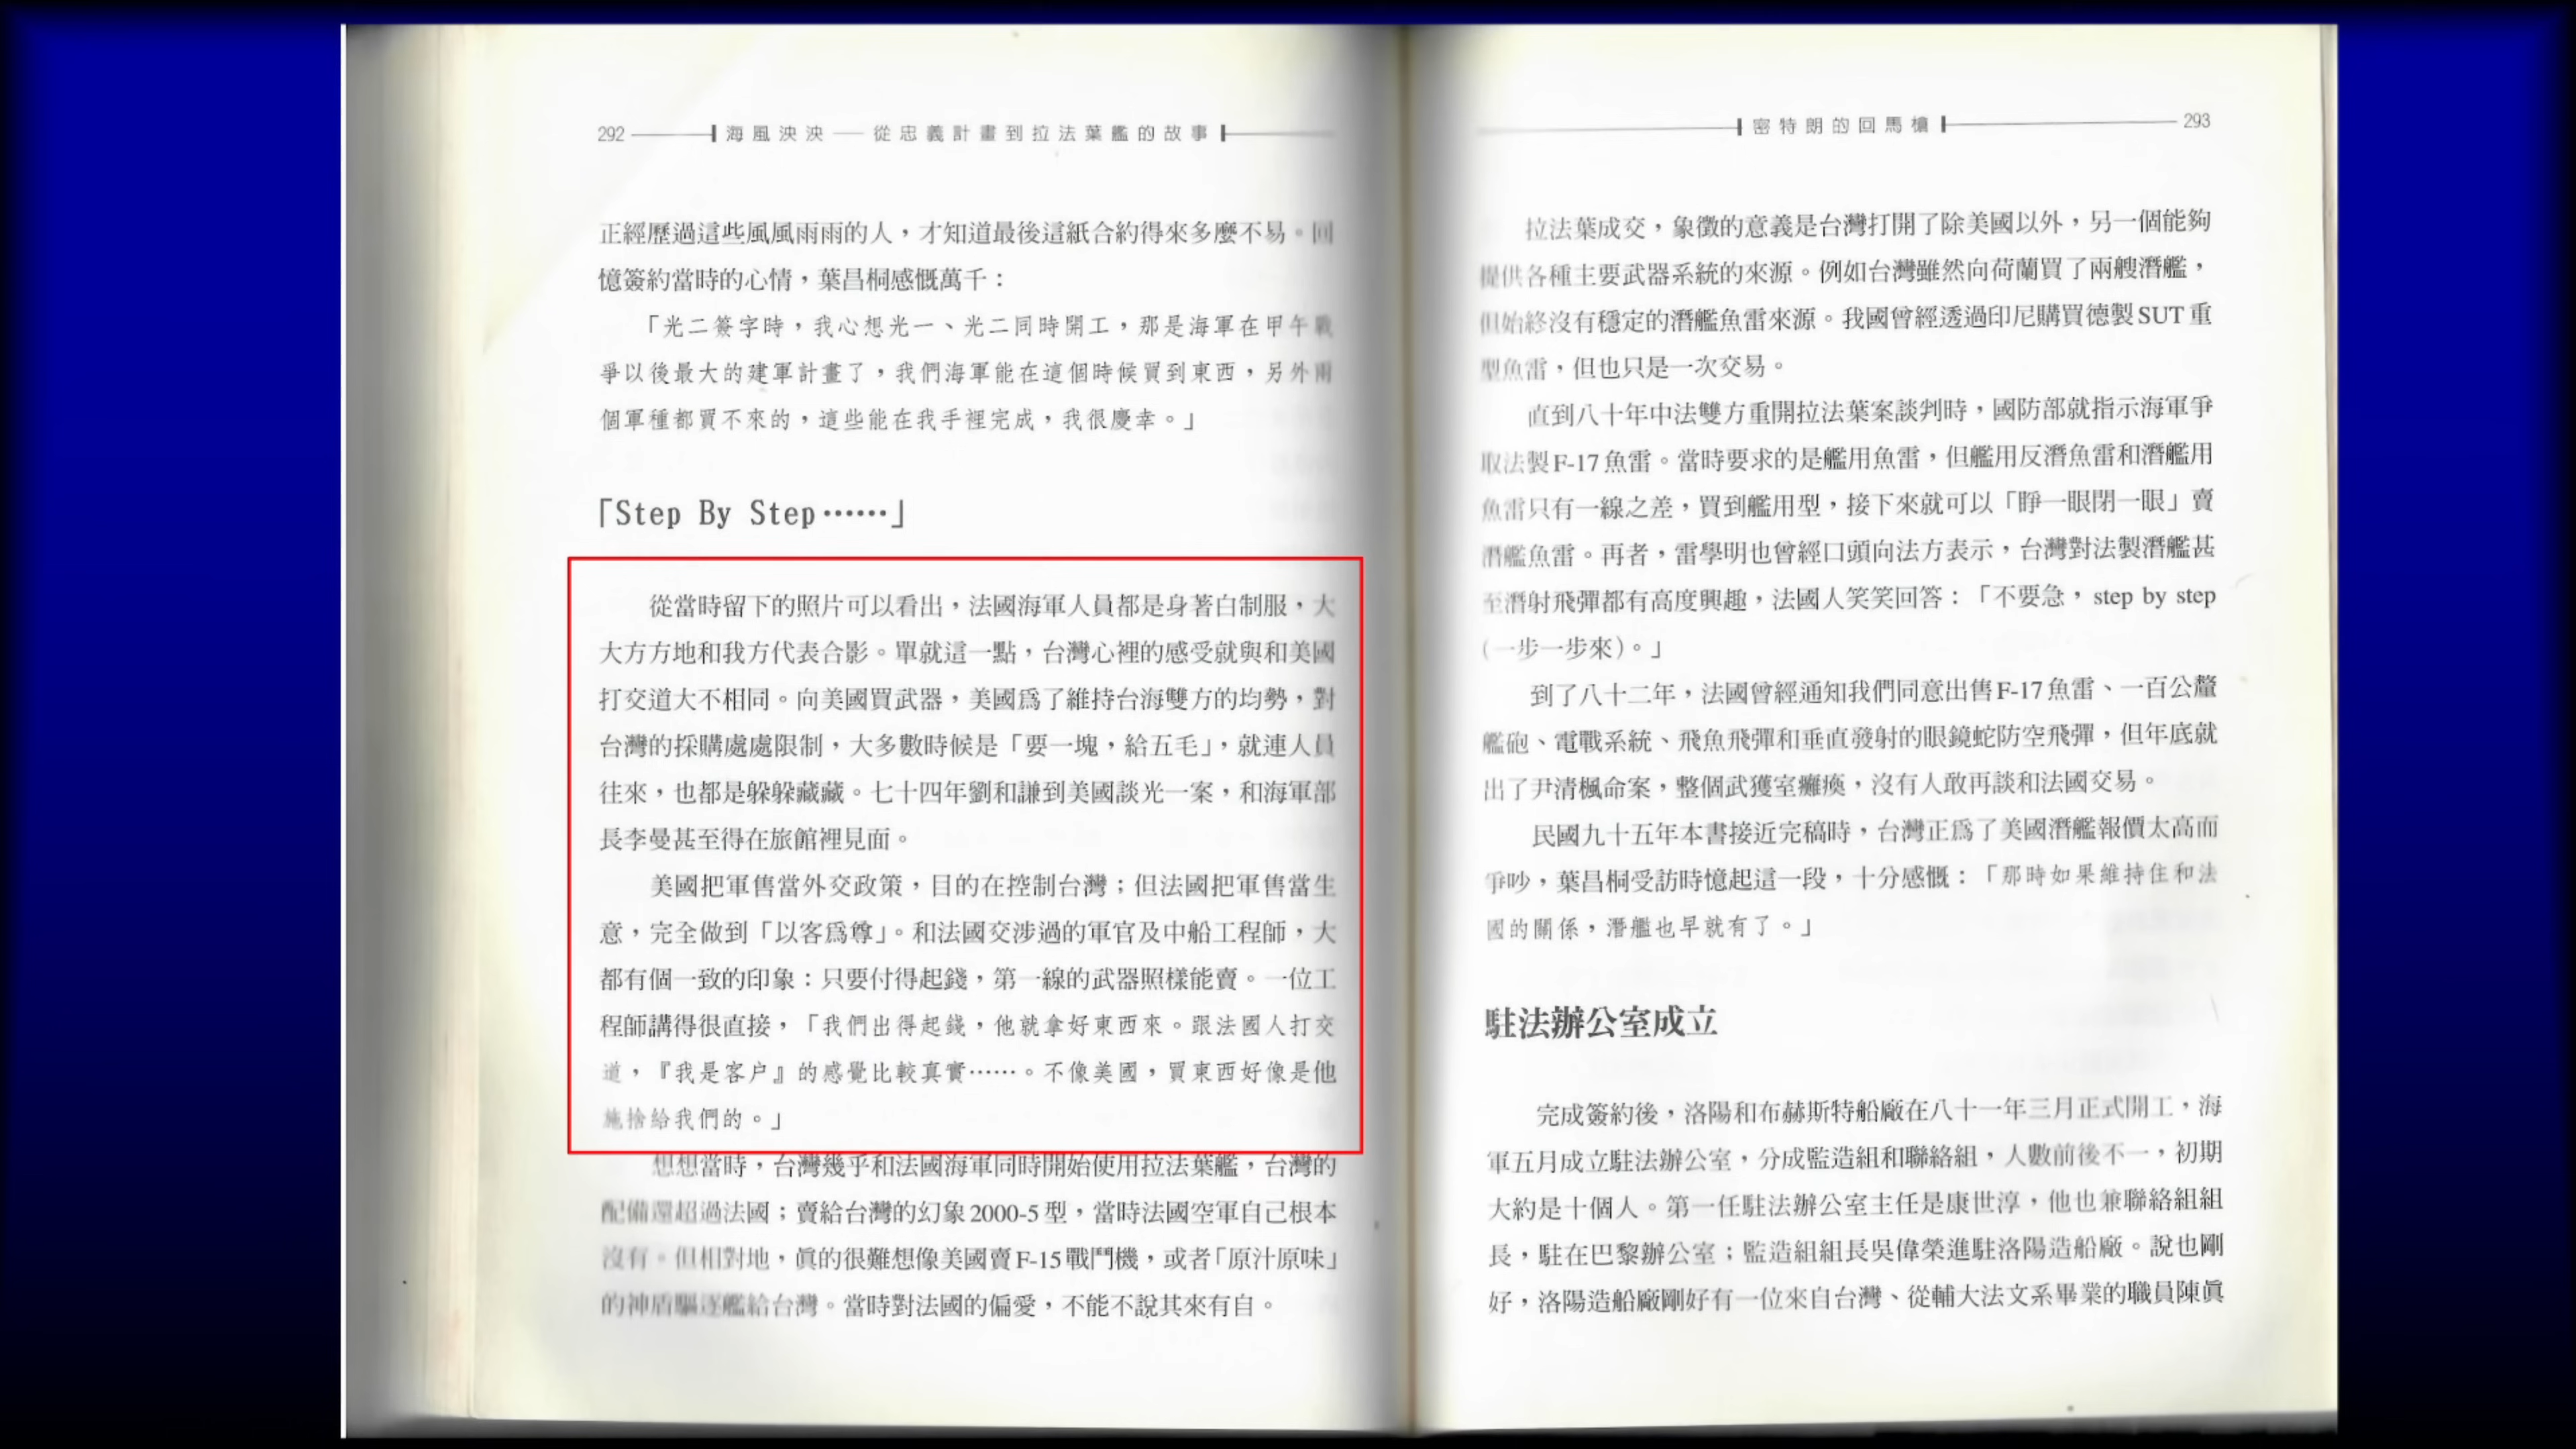 292 海風泱泱──從忠義計畫到拉法葉艦的故事
正經歷過這些風風雨雨的人，才知道最後這紙合約得來多麼不易。回
憶簽約當時的心情，葉昌桐感慨萬千：
「光二簽字時，我心想光一、光二同時開工，那是海軍在甲午戰
爭以後最大的建軍計畫了，我們海軍能在這個時候買到東西，另外兩
個軍種都買不來的，這些能在我手裡完成，我很慶幸。」
「Step By Step……」
從當時留下的照片可以看出，法國海軍人員都是身著白制服，大
大方方地和我方代表合影。單就這一點，台灣心裡的感受就與和美國
打交道大不相同。向美國買武器，美國爲了維持台海雙方的均勢，對
台灣的採購處處限制，大多數時候是「要一塊，給五毛」，就連人員
往來，也都是躲躲藏藏。七十四年劉和謙到美國談光一案，和海軍部
長李曼甚至得在旅館裡見面。
美國把軍售當外交政策，目的在控制台灣；但法國把軍售當生
意，完全做到「以客爲尊」。和法國交涉過的軍官及中船工程師，大
都有個一致的印象：只要付得起錢，第一線的武器照樣能賣。一位工
程師講得很直接，「我們出得起錢，他就拿好東西來。跟法國人打交
道，『我是客户』的感覺比較真實……。不像美國，買東西好像是他
施捨給我們的。」
想想當時，台灣幾乎和法國海軍同時開始使用拉法葉艦，台灣的
配備還超過法國；賣給台灣的幻象2000-5型，當時法國空軍自己根本
沒有。但相對地，眞的很難想像美國賣F-15戰鬥機，或者「原汁原味」
的神盾驅逐艦給台灣。當時對法國的偏愛，不能不說其來有自。
密特朗的回馬槍 293
拉法葉成交，象徵的意義是台灣打開了除美國以外，另一個能夠
提供各種主要武器系統的來源。例如台灣雖然向荷蘭買了兩艘潛艦，
但始終沒有穩定的潛艦魚雷來源。我國曾經透過印尼購買德製SUT重
型魚雷，但也只是一次交易。
直到八十年中法雙方重開拉法葉案談判時，國防部就指示海軍爭
取法製F-17魚雷。當時要求的是艦用魚雷，但艦用反潛魚雷和潛艦用
魚雷只有一線之差，買到艦用型，接下來就可以「睜一眼閉一眼」賣
潛艦魚雷。再者，雷學明也曾經口頭向法方表示，台灣對法製潛艦甚
至潛射飛彈都有高度興趣，法國人笑笑回答：「不要急，step by step
（一步一步來）。」
到了八十二年，法國曾經通知我們同意出售F-17魚雷、一百公釐
艦砲、電戰系統、飛魚飛彈和垂直發射的眼鏡蛇防空飛彈，但年底就
出了尹清楓命案，整個武獲室癱瘓，沒有人敢再談和法國交易。
民國九十五年本書接近完稿時，台灣正爲了美國潛艦報價太高而
爭吵，葉昌桐受訪時憶起這一段，十分感慨：「那時如果維持住和法
國的關係，潛艦也早就有了。」
駐法辦公室成立
完成簽約後，洛陽和布赫斯特船廠在八十一年三月正式開工，海
軍五月成立駐法辦公室，分成監造組和聯絡組，人數前後不一，初期
大約是十個人。第一任駐法辦公室主任是康世淳，他也兼聯絡組組
長，駐在巴黎辦公室；監造組組長吳偉榮進駐洛陽造船廠。說也剛
好，洛陽造船廠剛好有一位來自台灣、從輔大法文系畢業的職員陳眞